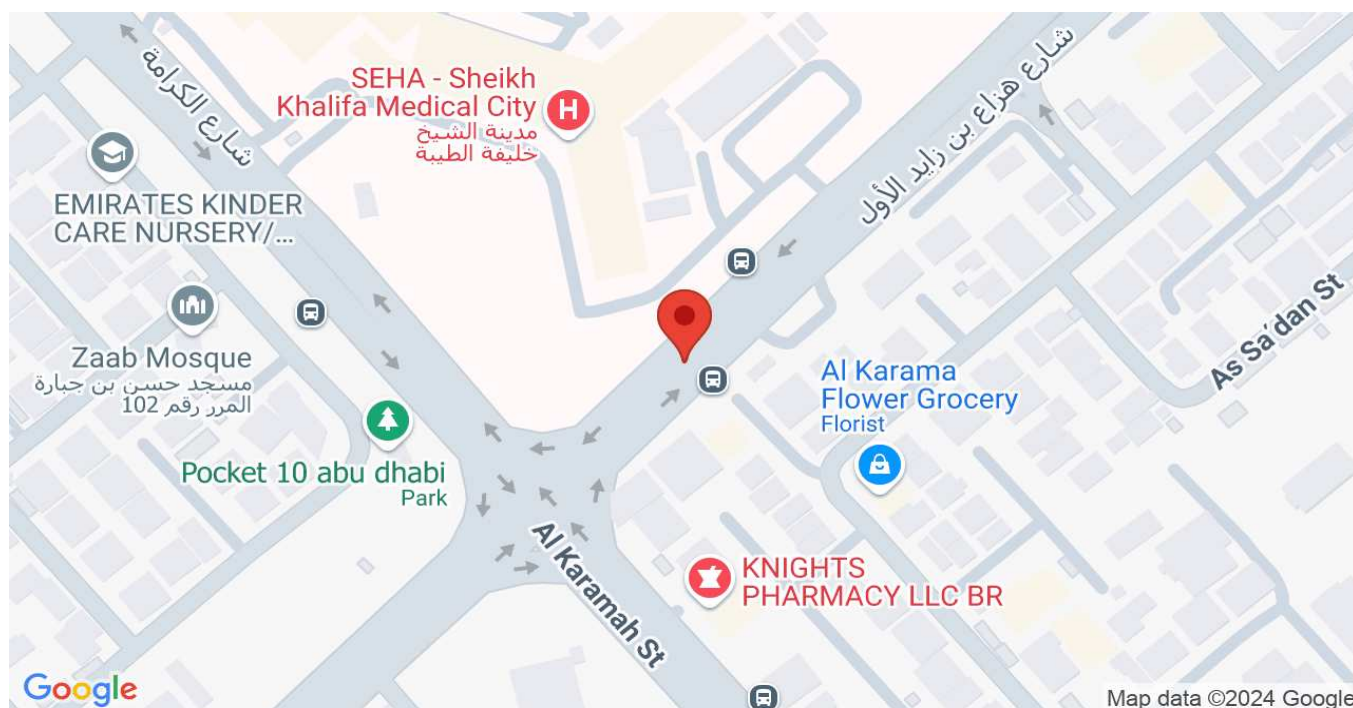 شارع الكرامة
SEHA - Sheikh
Khalifa Medical City
مدينة الشيخ
خليفة الطيبة
شارع هزاع بن زايد الأول
EMIRATES KINDER
CARE NURSERY/...
Zaab Mosque
مسجد حسن بن جبارة
المرر رقم 102
As Sa'dan St
Al Karama
Flower Grocery
Florist
Pocket 10 abu dhabi
Park
Al Karamah St
KNIGHTS
PHARMACY LLC BR
Google
Map data ©2024 Google